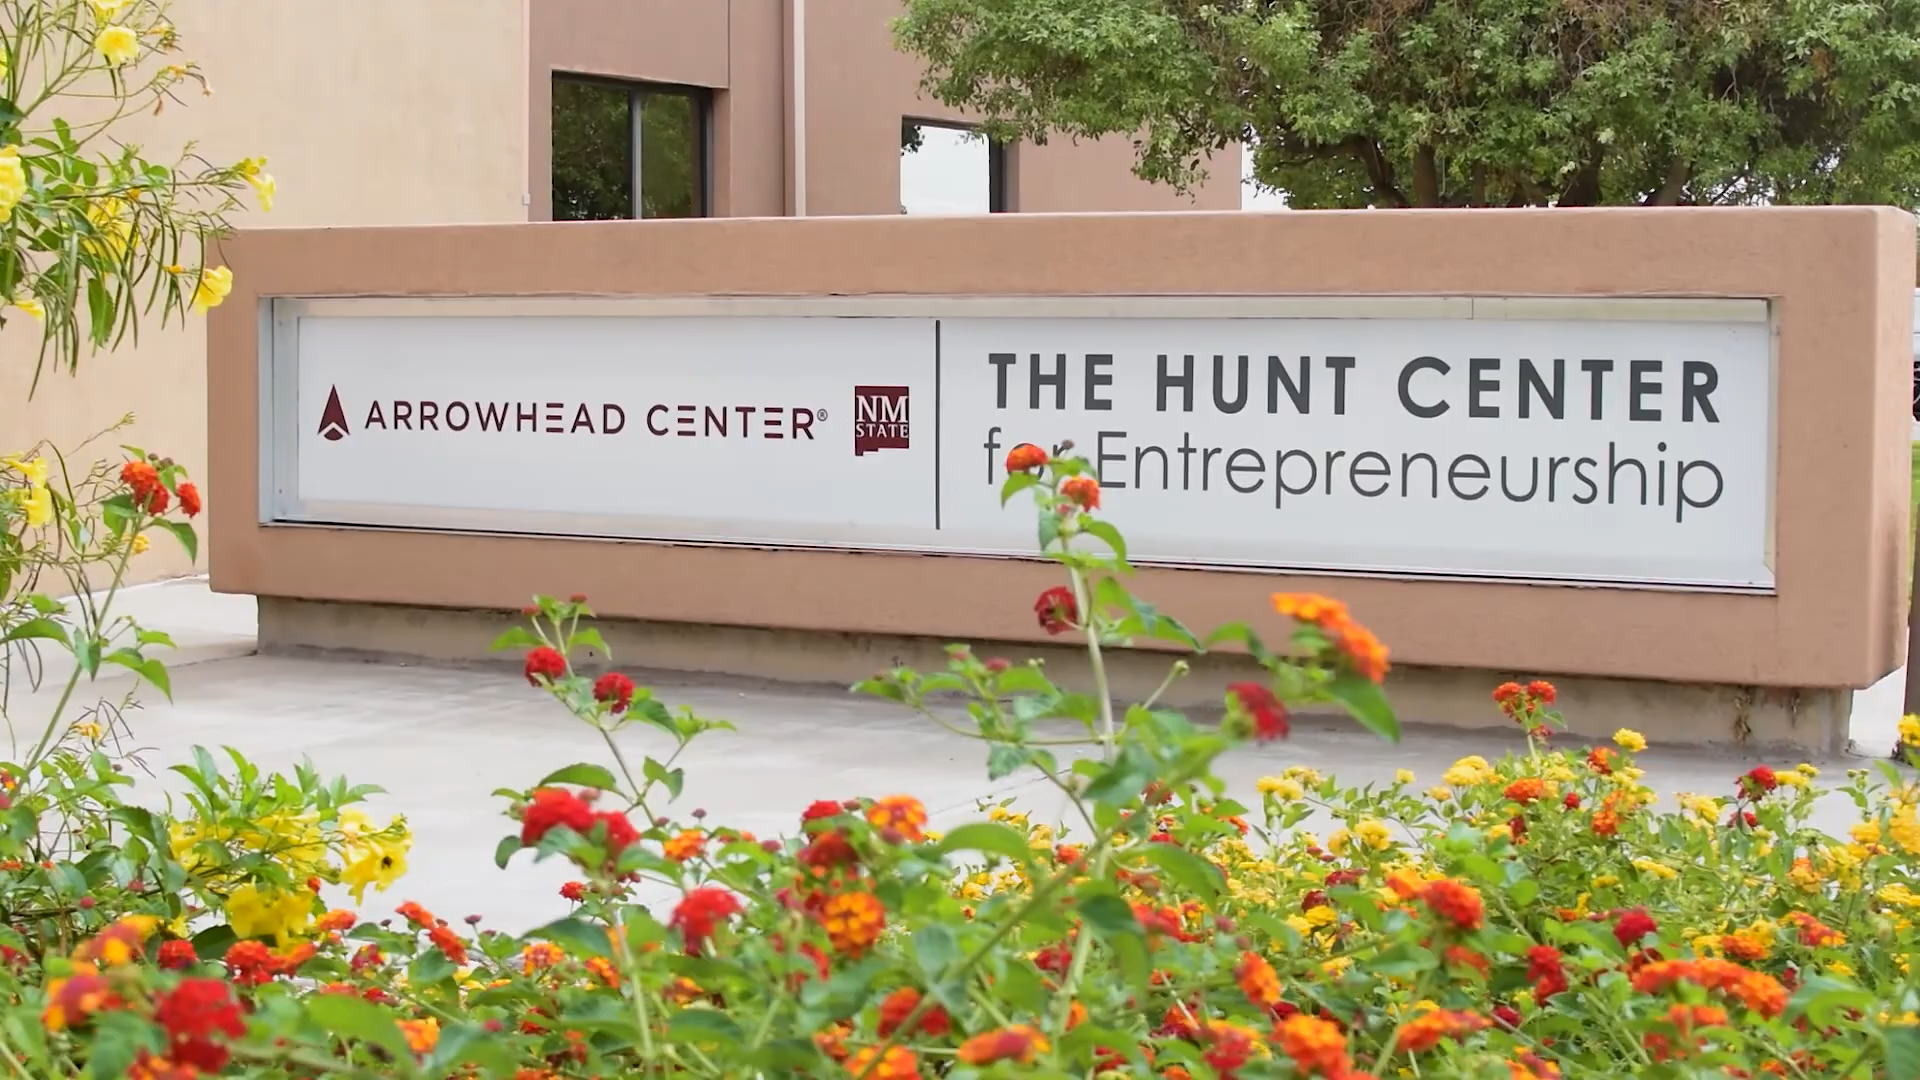 ARROWHEAD CENTER®
NM
STATE
THE HUNT CENTER
for Entrepreneurship